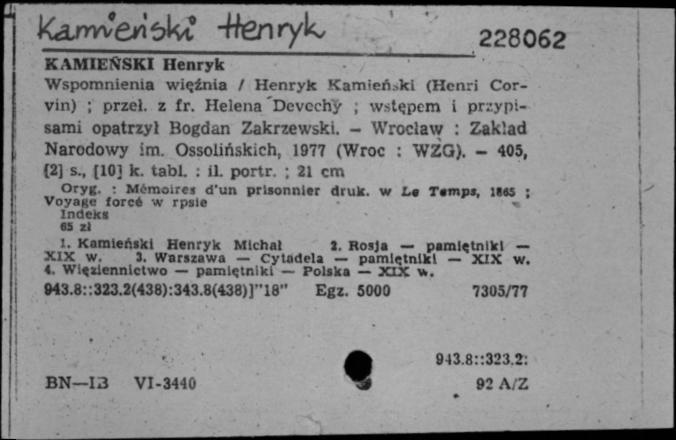 Kamieński Henryk
228062
KAMIEŃSKI Henryk
Wspomnienia więźnia / Henryk Kamieński (Henri Cor-
vin) ; przeł. z fr. Helena Devechy ; wstępem i przypi-
sami opatrzył Bogdan Zakrzewski. — Wrocław : Zakład
Narodowy im. Ossolińskich, 1977 (Wroc : WZG). — 405,
[2] s., [10] k. tabl. : il. portr. ; 21 cm
Oryg. : Mémoires d'un prisonnier druk. w Le Temps, 1865 ;
Voyage forcé w rpsie
Indeks
65 zł
1. Kamieński Henryk Michał 2. Rosja — pamiętniki —
XIX w. 3. Warszawa — Cytadela — pamiętniki — XIX w.
4. Więziennictwo — pamiętniki — Polska — XIX w.
943.8::323.2(438):343.8(438)]"18" Egz. 5000 7305/77
943.8::323.2:
BN—IB VI-3440 92 A/Z